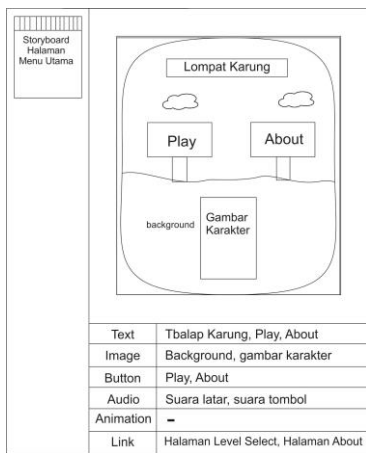 Storyboard
Halaman
Menu Utama
Lompat Karung
Play
About
background
Gambar
Karakter
Text Tbalap Karung, Play, About
Image Background, gambar karakter
Button Play, About
Audio Suara latar, suara tombol
Animation –
Link Halaman Level Select, Halaman About